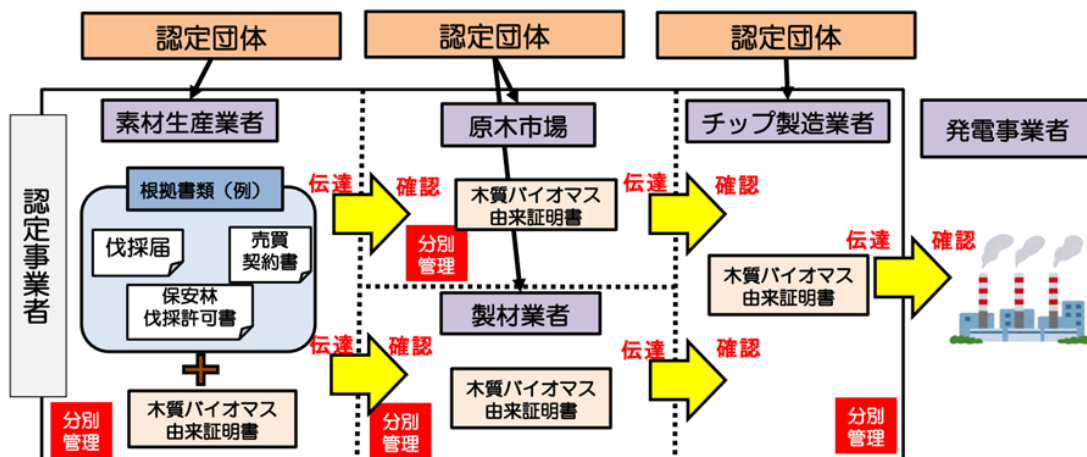 認定団体
認定団体
認定団体
認定事業者
素材生産業者
原木市場
チップ製造業者
発電事業者
根拠書類（例）
伐採届
売買
契約書
保安林
伐採許可書
木質バイオマス
由来証明書
分別
管理
伝達
確認
木質バイオマス
由来証明書
分別
管理
伝達
確認
製材業者
木質バイオマス
由来証明書
分別
管理
伝達
確認
伝達
確認
木質バイオマス
由来証明書
分別
管理
伝達
確認